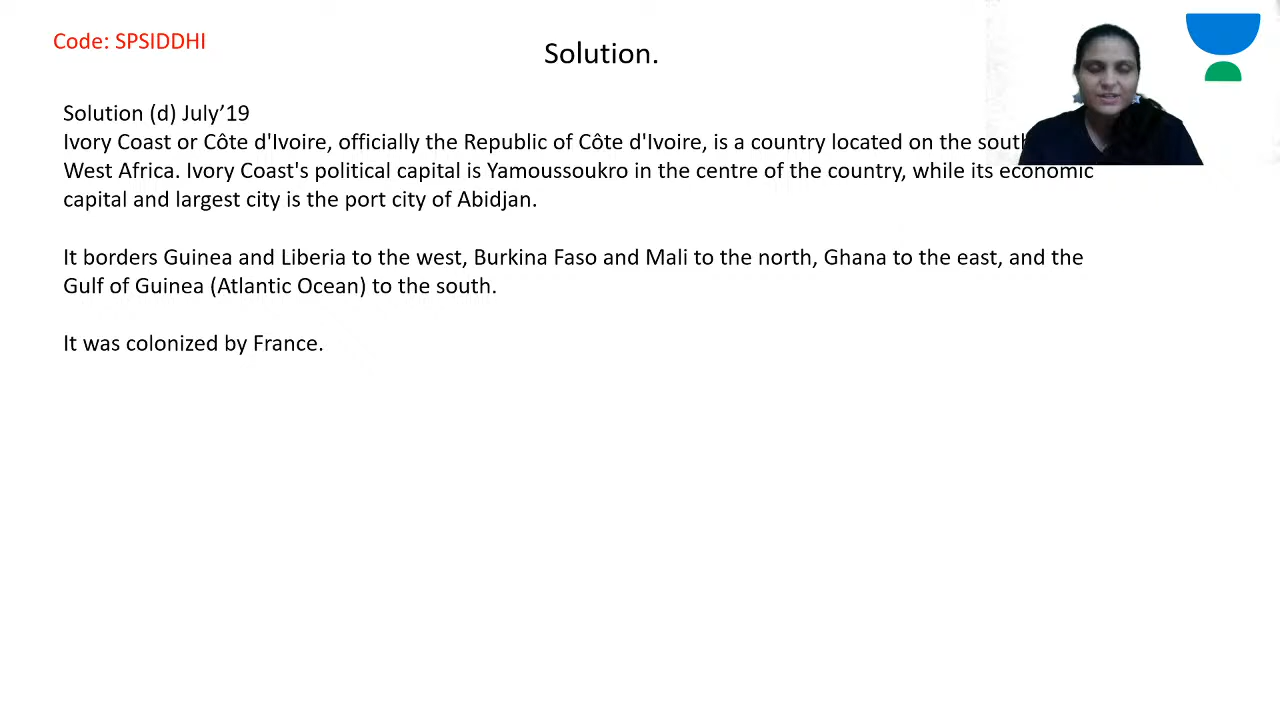 Code: SPSIDDHI
Solution.
Solution (d) July’19
Ivory Coast or Côte d'Ivoire, officially the Republic of Côte d'Ivoire, is a country located on the
West Africa. Ivory Coast's political capital is Yamoussoukro in the centre of the country, while its economic
capital and largest city is the port city of Abidjan.
It borders Guinea and Liberia to the west, Burkina Faso and Mali to the north, Ghana to the east, and the
Gulf of Guinea (Atlantic Ocean) to the south.
It was colonized by France.